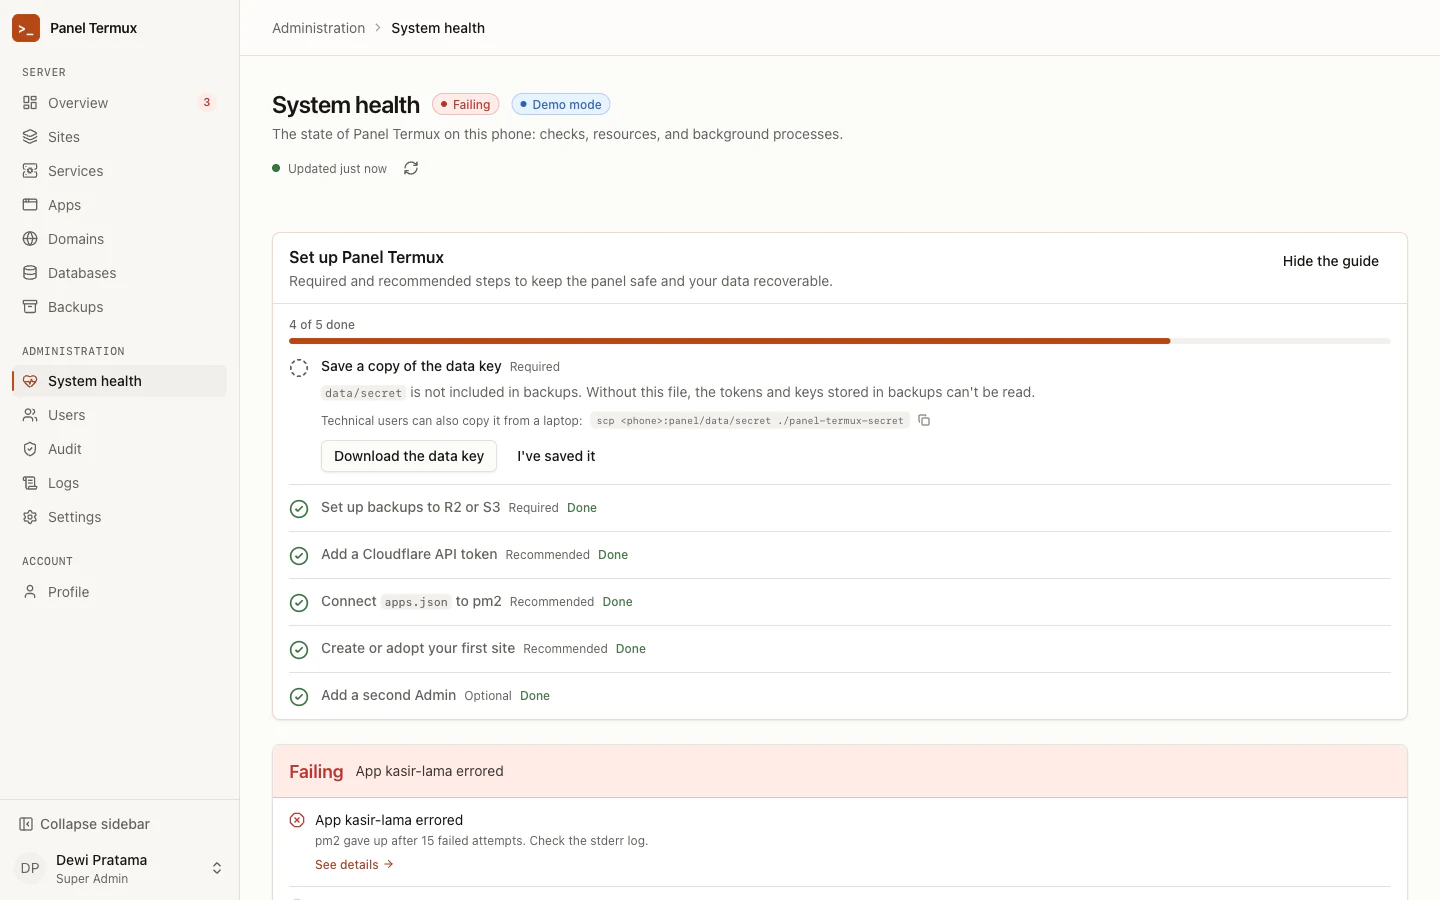 >_ Panel Termux
SERVER
Overview 3
Sites
Services
Apps
Domains
Databases
Backups
ADMINISTRATION
System health
Users
Audit
Logs
Settings
ACCOUNT
Profile
Collapse sidebar
DP
Dewi Pratama
Super Admin
Administration > System health
System health Failing Demo mode
The state of Panel Termux on this phone: checks, resources, and background processes.
Updated just now
Set up Panel Termux
Hide the guide
Required and recommended steps to keep the panel safe and your data recoverable.
4 of 5 done
Save a copy of the data key Required
data/secret is not included in backups. Without this file, the tokens and keys stored in backups can't be read.
Technical users can also copy it from a laptop: scp <phone>:panel/data/secret ./panel-termux-secret
Download the data key I've saved it
Set up backups to R2 or S3 Required Done
Add a Cloudflare API token Recommended Done
Connect apps.json to pm2 Recommended Done
Create or adopt your first site Recommended Done
Add a second Admin Optional Done
Failing App kasir-lama errored
App kasir-lama errored
pm2 gave up after 15 failed attempts. Check the stderr log.
See details →